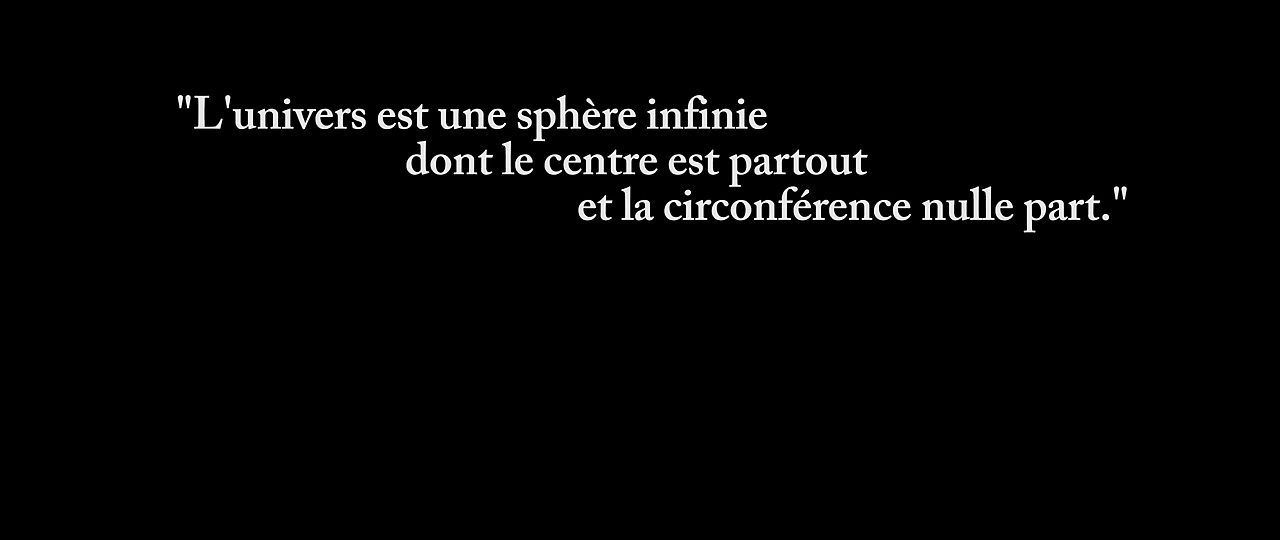 "L'univers est une sphère infinie
dont le centre est partout
et la circonférence nulle part."